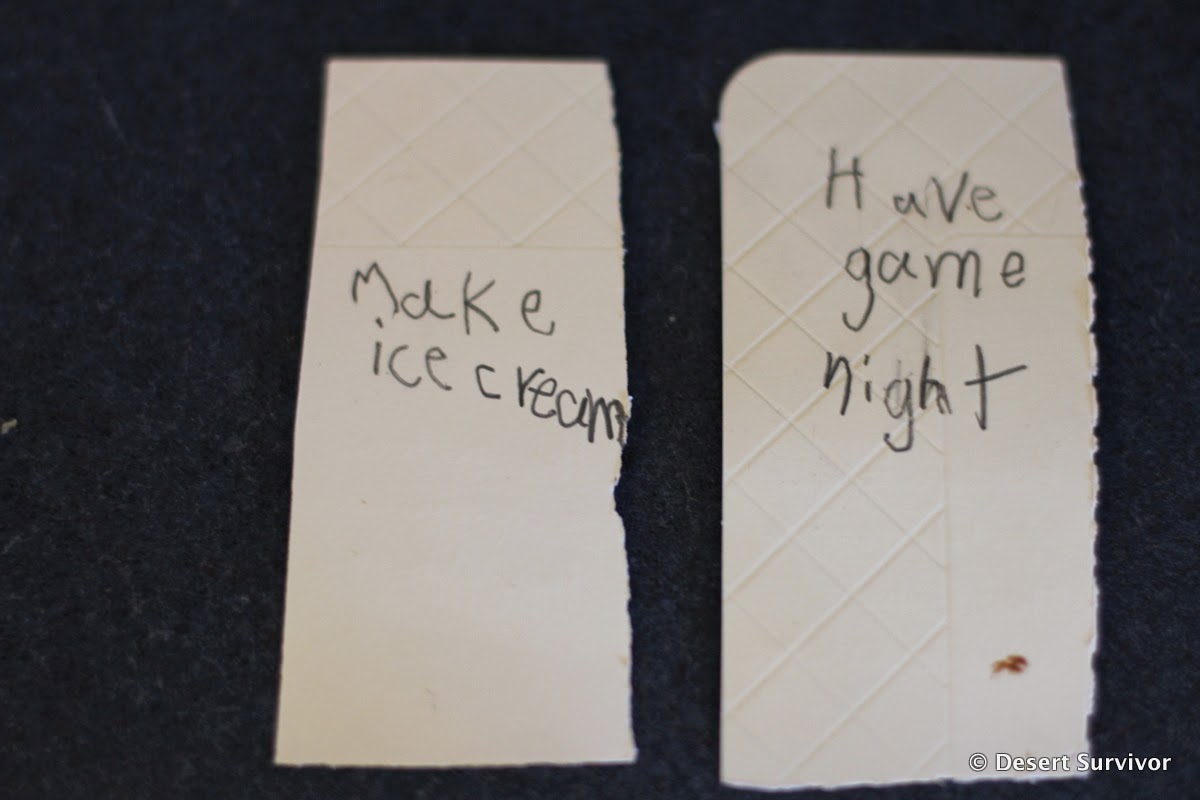 Make
ice cream
Have
game
night
© Desert Survivor